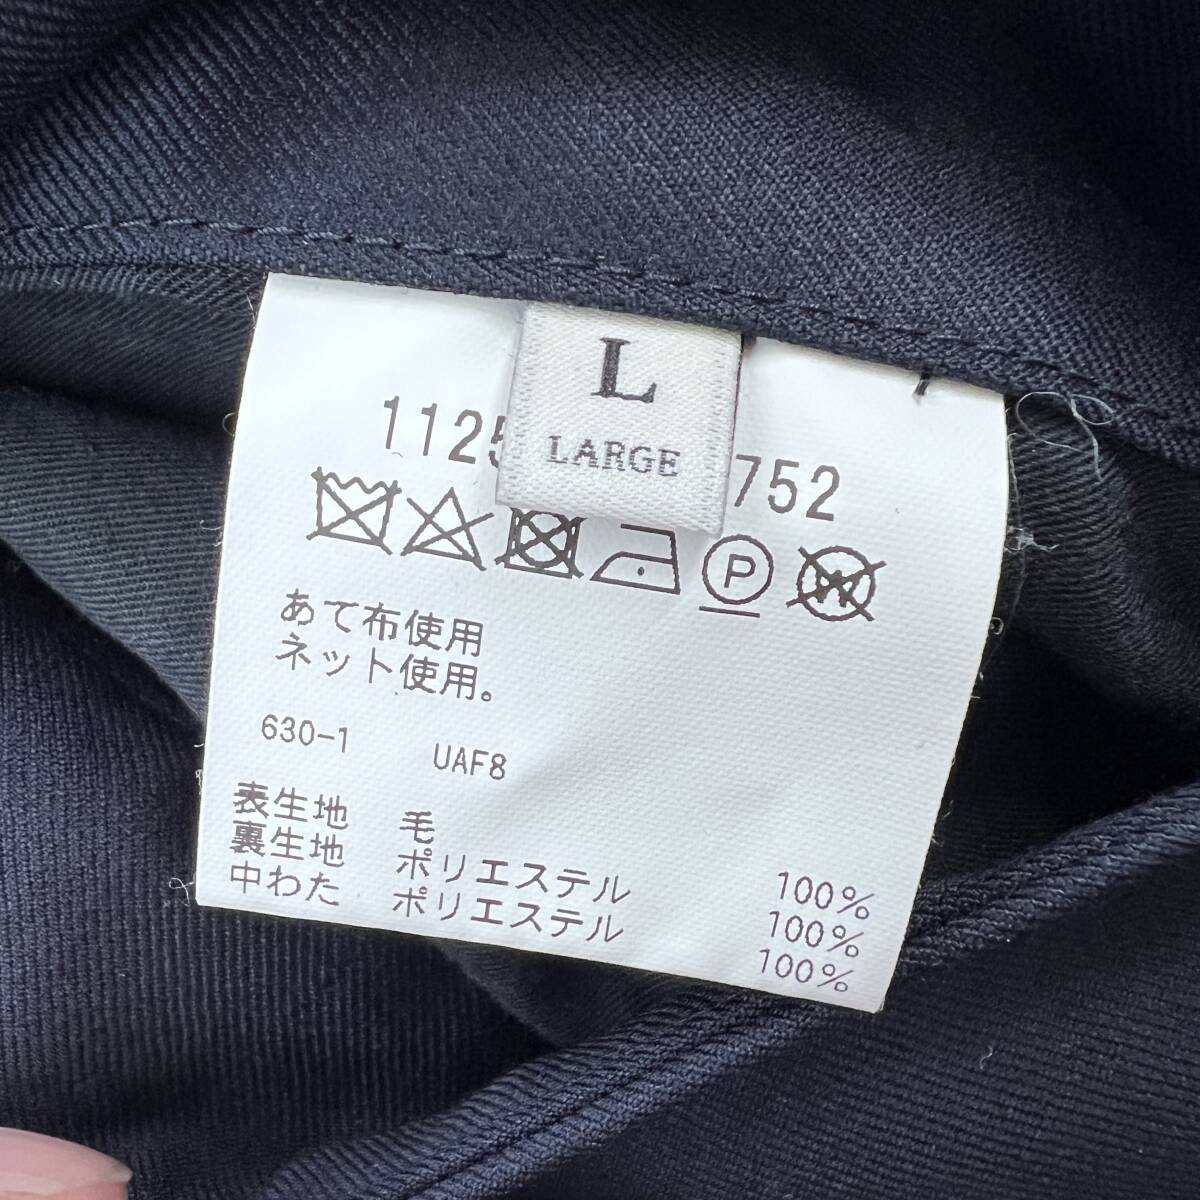 L
LARGE
1125 752
P
W
あて布使用
ネット使用。
630-1 UAF8
表生地 毛 100%
裏生地 ポリエステル 100%
中わた ポリエステル 100%